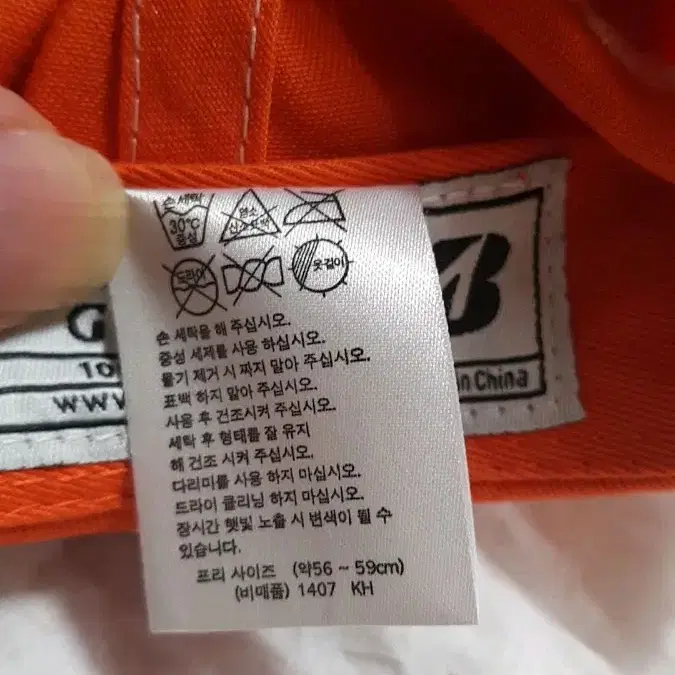 손세탁
30℃
중성
염소
옷걸이
드라이
손 세탁을 해 주십시오.
중성 세제를 사용 하십시오.
물기 제거 시 짜지 말아 주십시오.
표백 하지 말아 주십시오.
사용 후 건조시켜 주십시오.
세탁 후 형태를 잘 유지
해 건조 시켜 주십시오.
다리미를 사용 하지 마십시오.
드라이 클리닝 하지 마십시오.
장시간 햇빛 노출 시 변색이 될 수
있습니다.
프리 사이즈 (약56 ~ 59cm)
(비매품) 1407 KH
G
B
10
WWW
n China